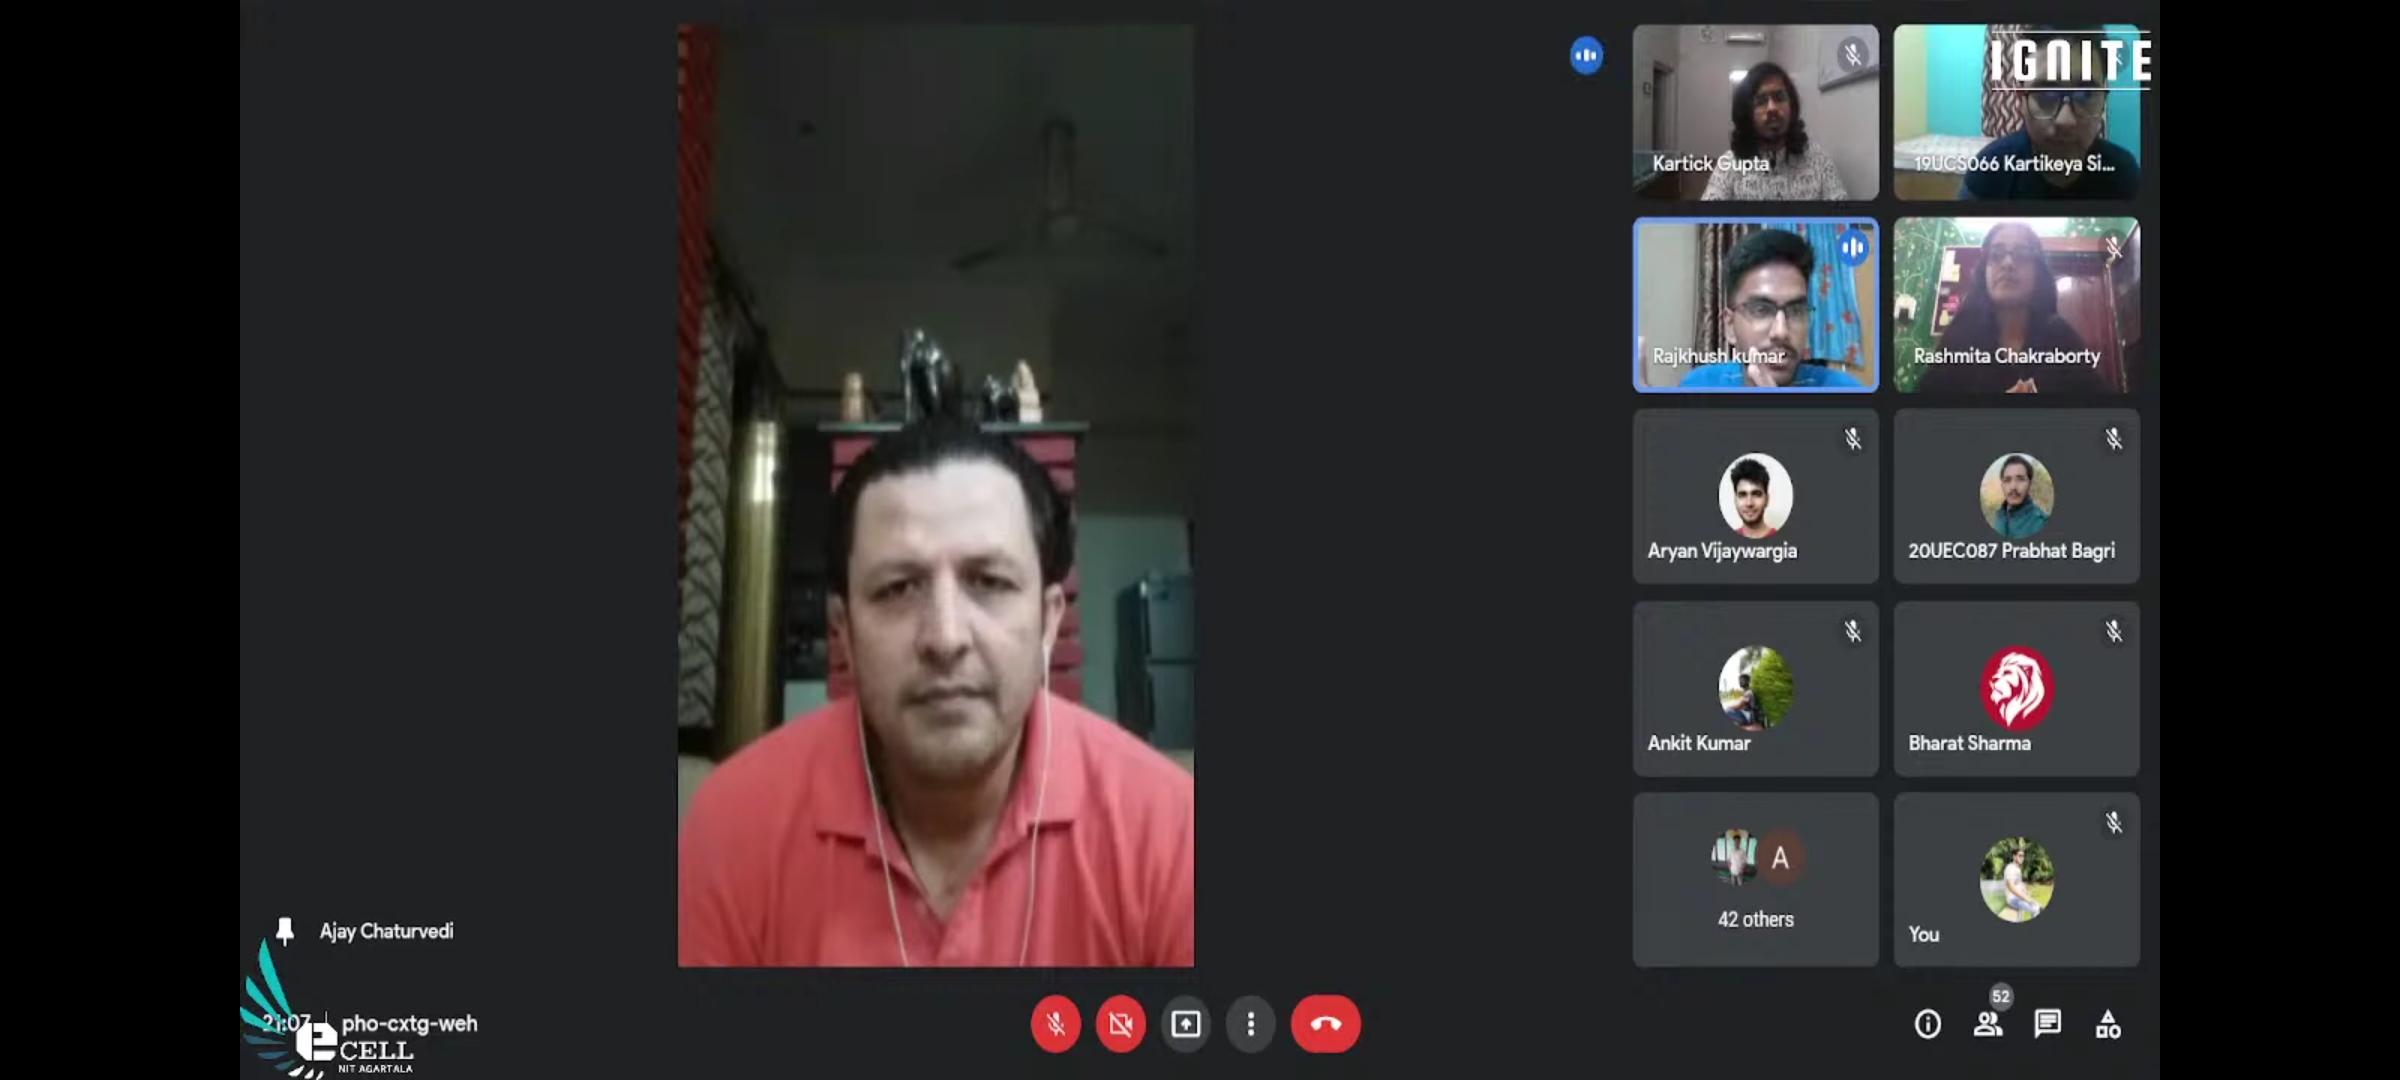 IGNITE
Kartick Gupta
19UCS066 Kartikeya Si...
Rajkhush kumar
Rashmita Chakraborty
Aryan Vijaywargia
20UEC087 Prabhat Bagri
Ankit Kumar
Bharat Sharma
A
42 others
You
Ajay Chaturvedi
21:07 | pho-cxtg-weh
52
e
CELL
NIT AGARTALA